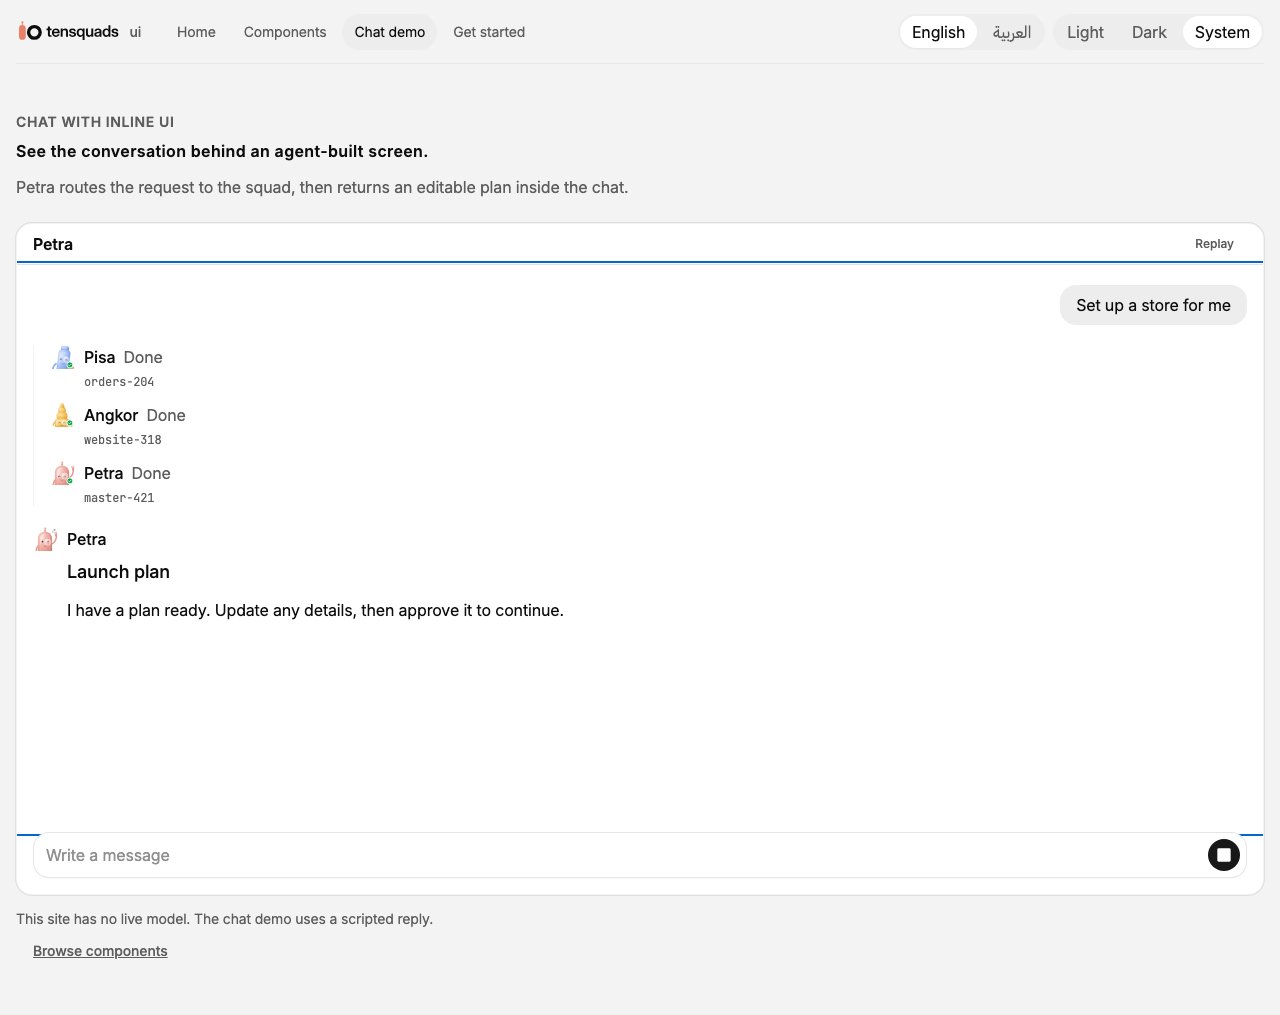 tensquads ui Home Components Chat demo Get started English العربية Light Dark System
CHAT WITH INLINE UI
See the conversation behind an agent-built screen.
Petra routes the request to the squad, then returns an editable plan inside the chat.
Petra Replay
Set up a store for me
Pisa Done
orders-204
Angkor Done
website-318
Petra Done
master-421
Petra
Launch plan
I have a plan ready. Update any details, then approve it to continue.
Write a message
This site has no live model. The chat demo uses a scripted reply.
Browse components